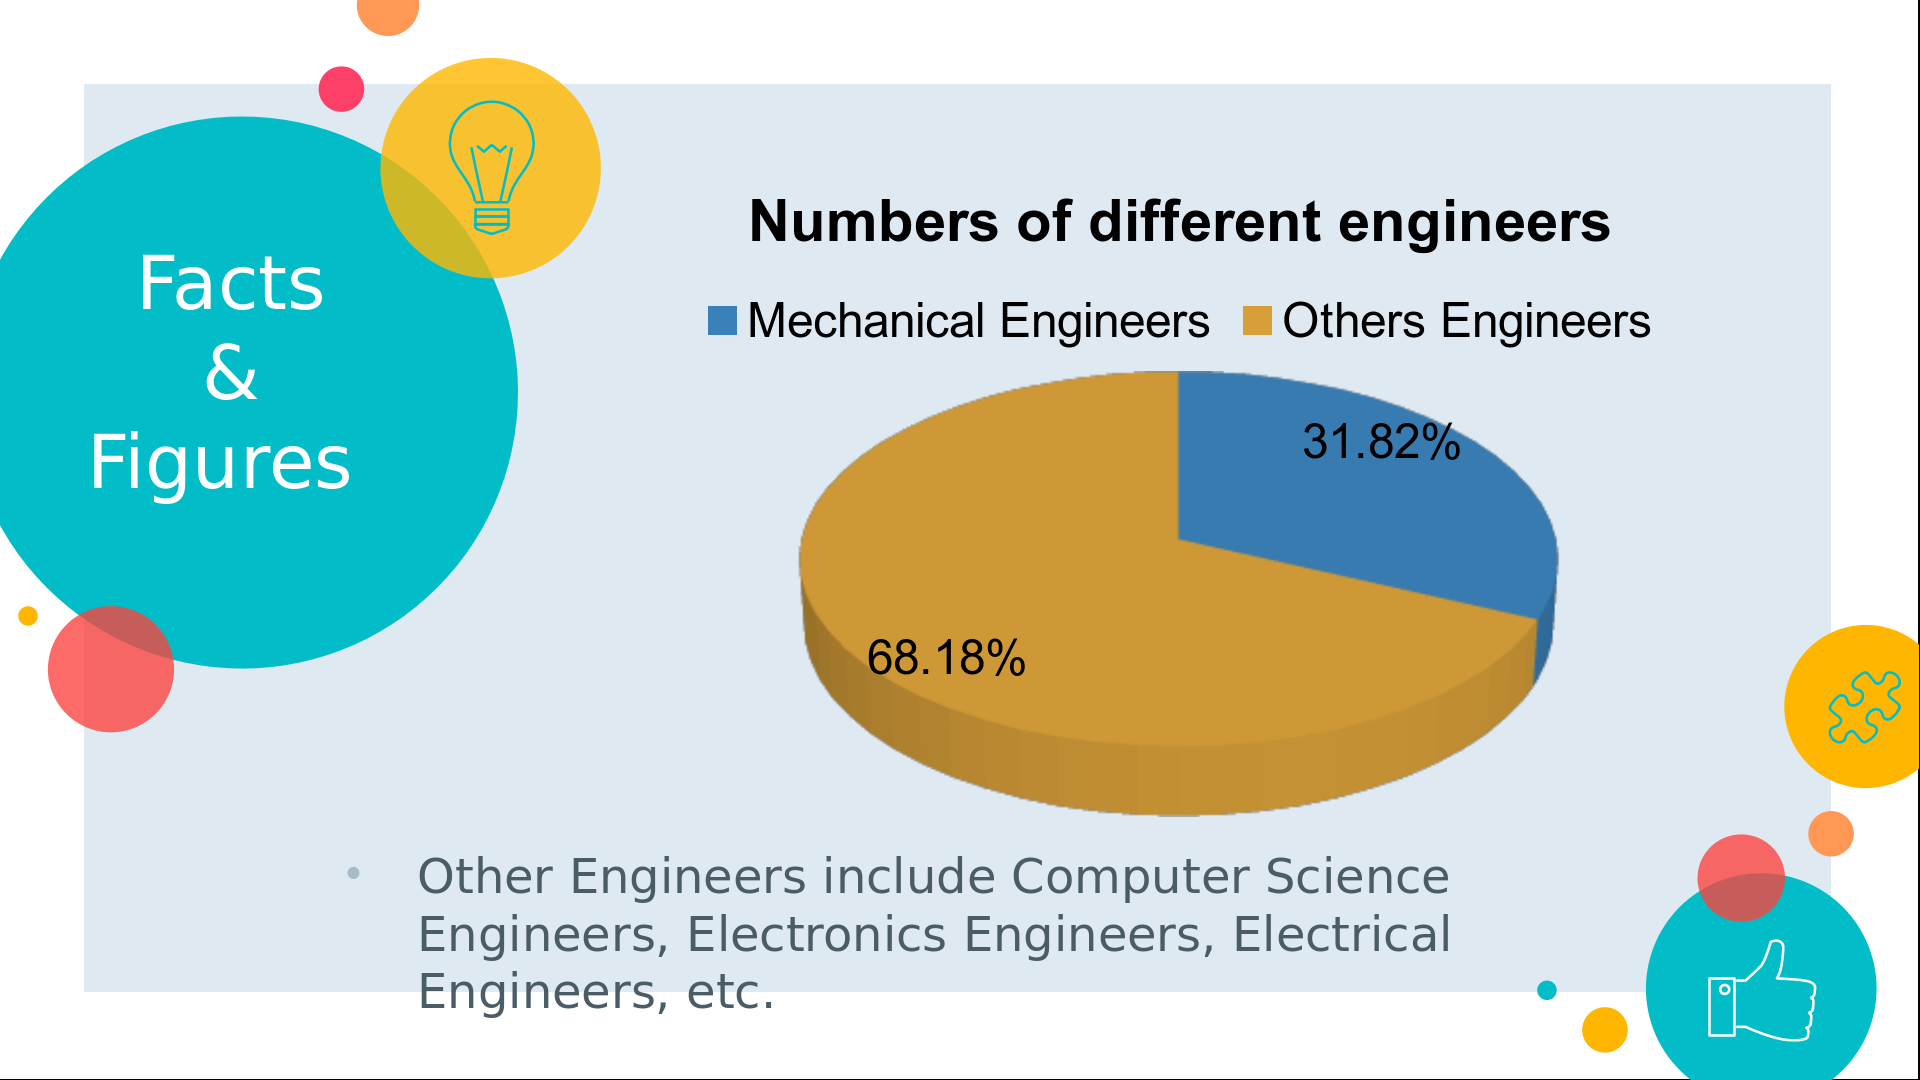 Facts
&
Figures
Numbers of different engineers
Mechanical Engineers Others Engineers
31.82%
68.18%
• Other Engineers include Computer Science
Engineers, Electronics Engineers, Electrical
Engineers, etc.